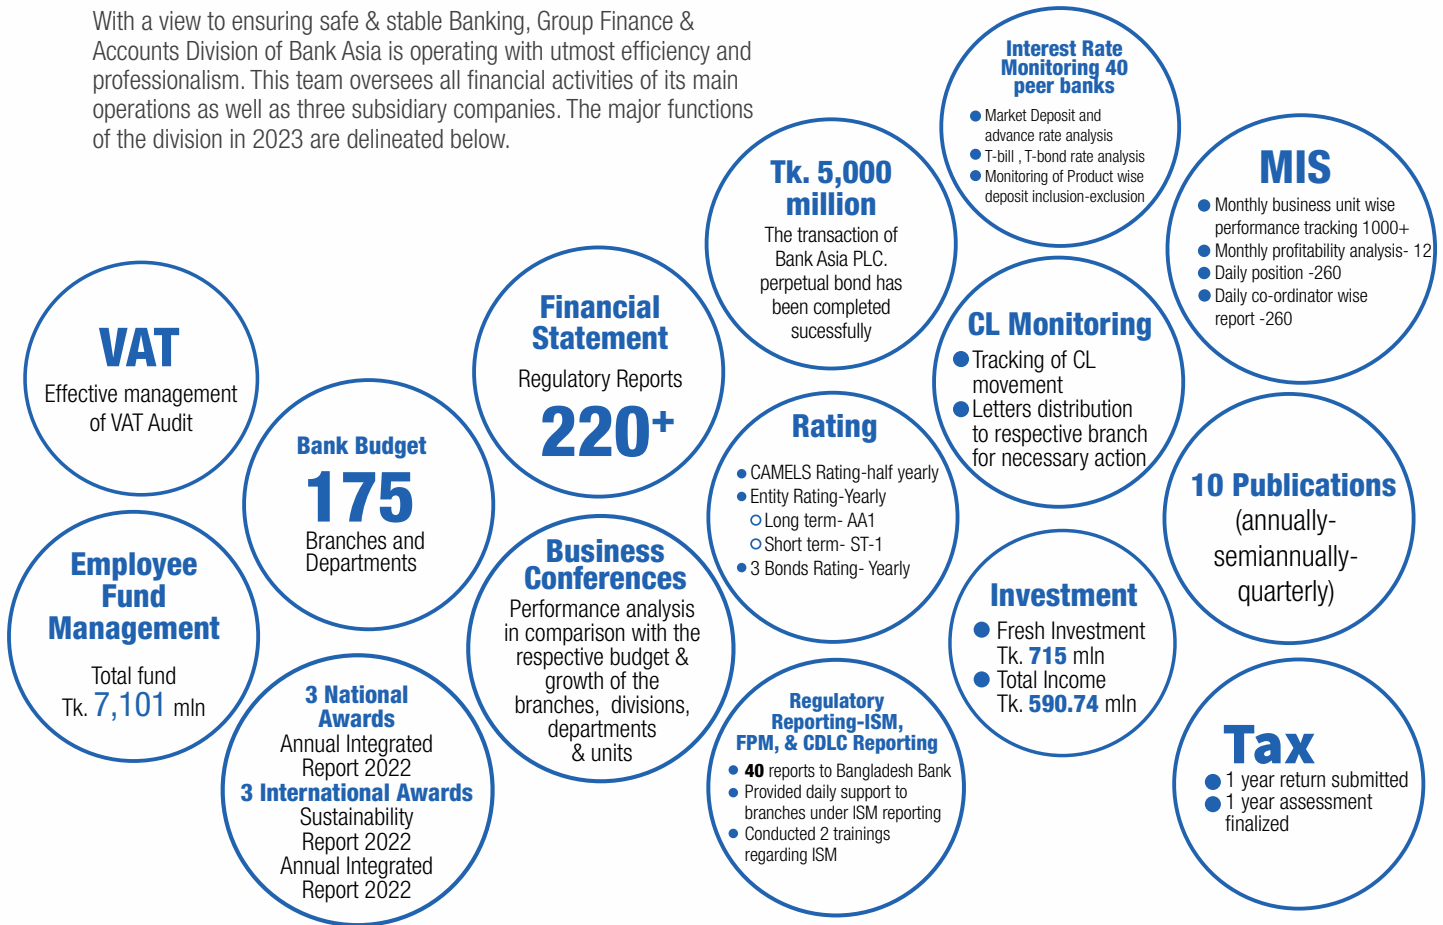 With a view to ensuring safe & stable Banking, Group Finance &
Accounts Division of Bank Asia is operating with utmost efficiency and
professionalism. This team oversees all financial activities of its main
operations as well as three subsidiary companies. The major functions
of the division in 2023 are delineated below.
Interest Rate
Monitoring 40
peer banks
● Market Deposit and
advance rate analysis
● T-bill , T-bond rate analysis
● Monitoring of Product wise
deposit inclusion-exclusion
Tk. 5,000
million
The transaction of
Bank Asia PLC.
perpetual bond has
been completed
sucessfully
MIS
● Monthly business unit wise
performance tracking 1000+
● Monthly profitability analysis- 12
● Daily position -260
● Daily co-ordinator wise
report -260
VAT
Effective management
of VAT Audit
Financial
Statement
Regulatory Reports
220+
CL Monitoring
● Tracking of CL
movement
● Letters distribution
to respective branch
for necessary action
Bank Budget
175
Branches and
Departments
Rating
● CAMELS Rating-half yearly
● Entity Rating-Yearly
○ Long term- AA1
○ Short term- ST-1
● 3 Bonds Rating- Yearly
10 Publications
(annually-
semiannually-
quarterly)
Employee
Fund
Management
Total fund
Tk. 7,101 mln
Business
Conferences
Performance analysis
in comparison with the
respective budget &
growth of the
branches, divisions,
departments
& units
Investment
● Fresh Investment
Tk. 715 mln
● Total Income
Tk. 590.74 mln
3 National
Awards
Annual Integrated
Report 2022
3 International Awards
Sustainability
Report 2022
Annual Integrated
Report 2022
Regulatory
Reporting-ISM,
FPM, & CDLC Reporting
● 40 reports to Bangladesh Bank
● Provided daily support to
branches under ISM reporting
● Conducted 2 trainings
regarding ISM
Tax
● 1 year return submitted
● 1 year assessment
finalized